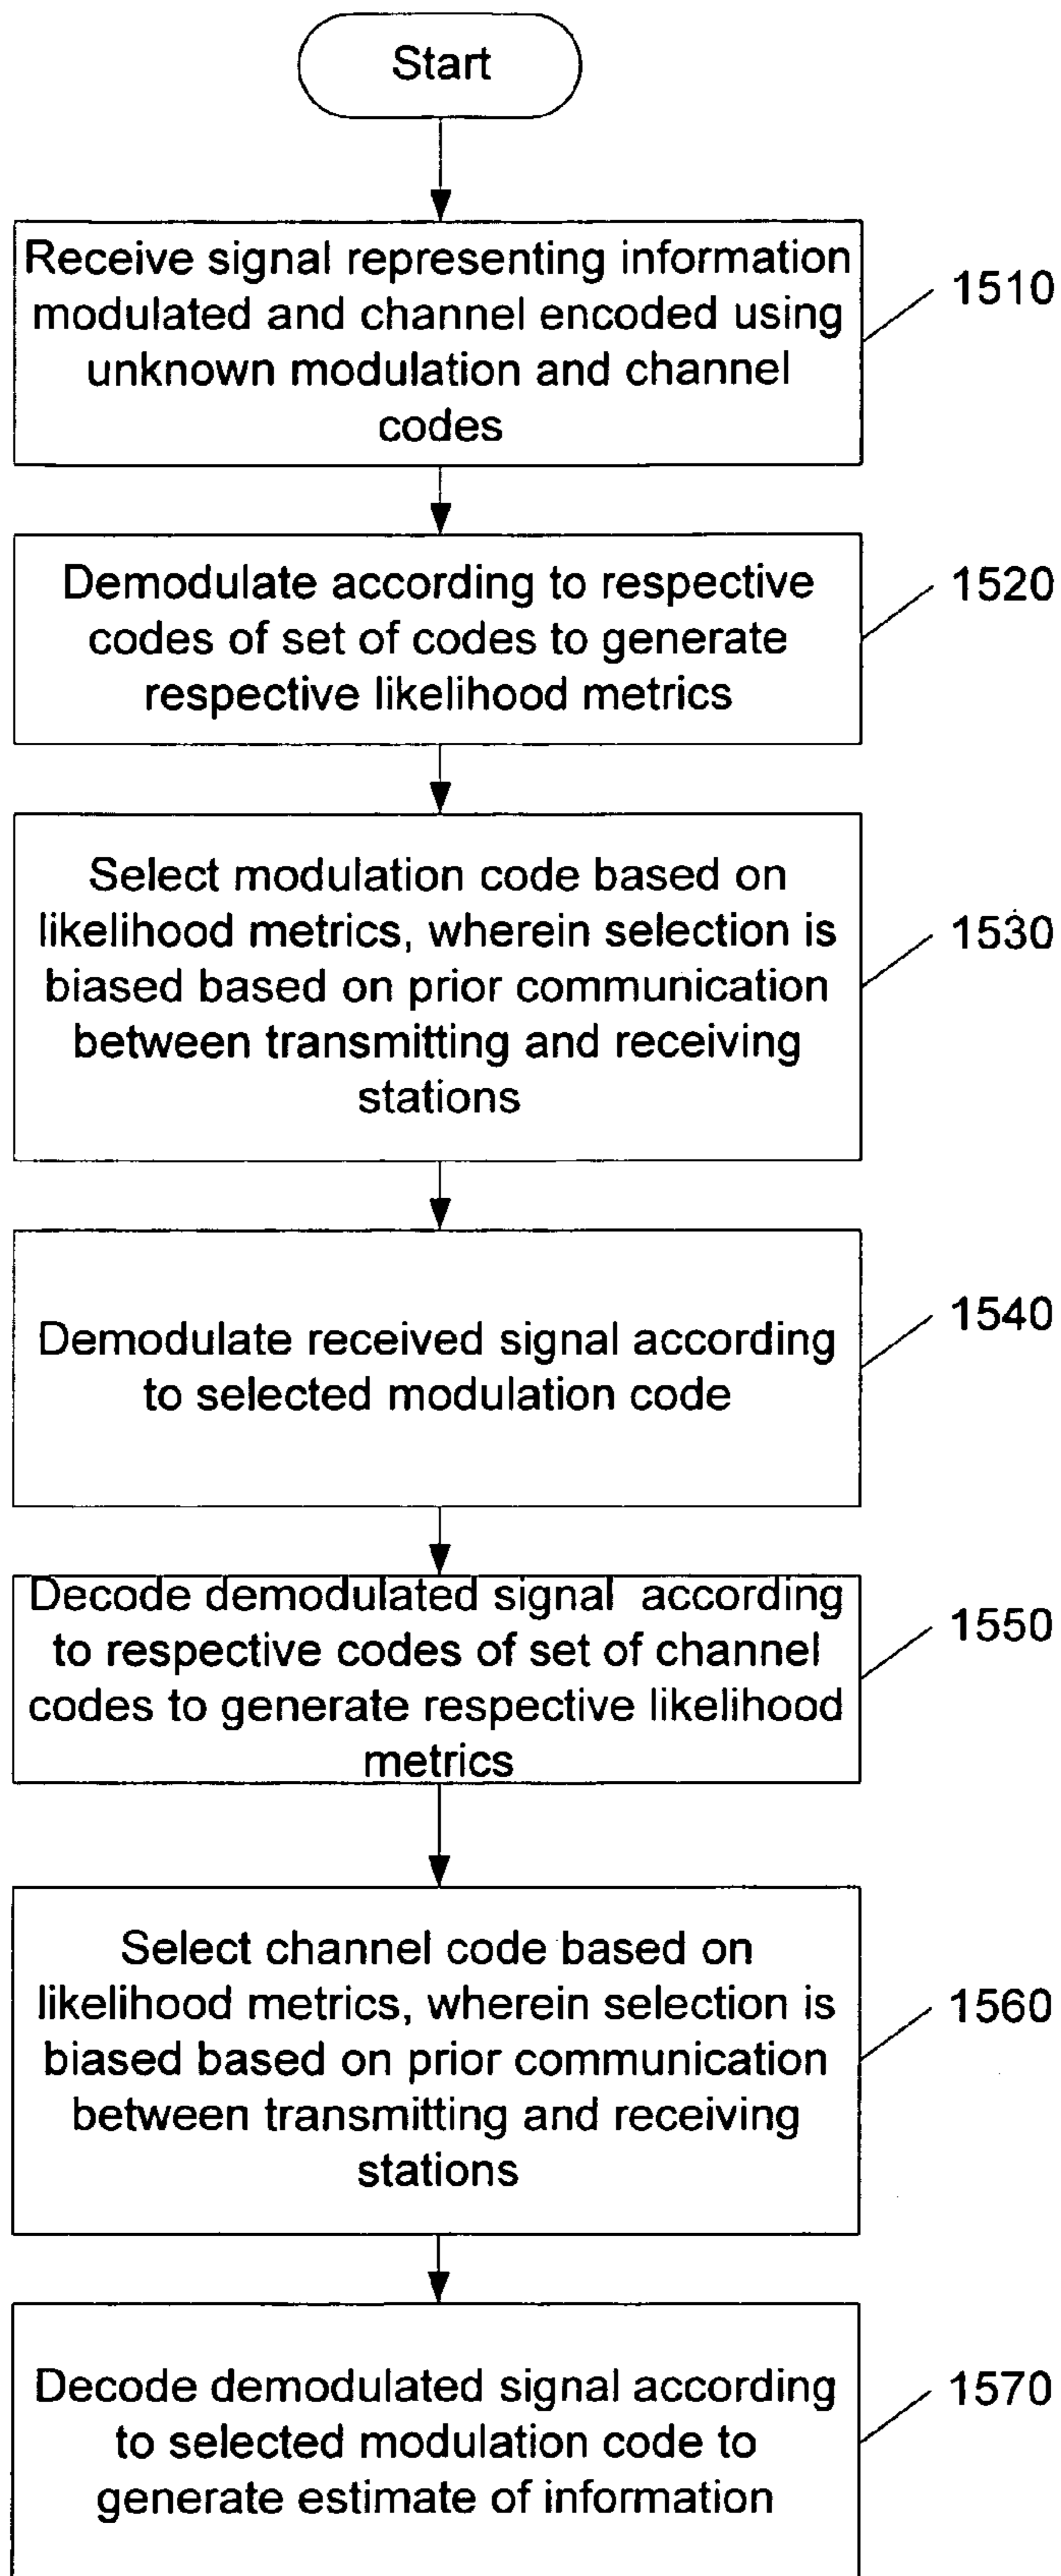 Start
Receive signal representing information
modulated and channel encoded using
unknown modulation and channel
codes
1510
Demodulate according to respective
codes of set of codes to generate
respective likelihood metrics
1520
Select modulation code based on
likelihood metrics, wherein selection is
biased based on prior communication
between transmitting and receiving
stations
1530
Demodulate received signal according
to selected modulation code
1540
Decode demodulated signal according
to respective codes of set of channel
codes to generate respective likelihood
metrics
1550
Select channel code based on
likelihood metrics, wherein selection is
biased based on prior communication
between transmitting and receiving
stations
1560
Decode demodulated signal according
to selected modulation code to
generate estimate of information
1570